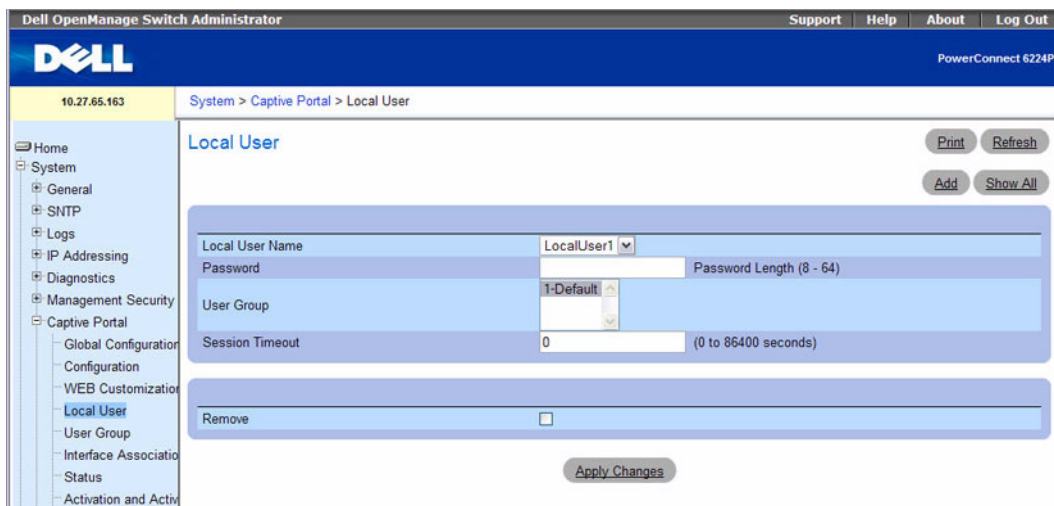 Dell OpenManage Switch Administrator Support Help About Log Out
DELL
PowerConnect 6224P
10.27.65.163
System > Captive Portal > Local User
Home
System
General
SNTP
Logs
IP Addressing
Diagnostics
Management Security
Captive Portal
Global Configuration
Configuration
WEB Customization
Local User
User Group
Interface Associatio
Status
Activation and Activ
Local User
Print Refresh
Add Show All
Local User Name LocalUser1
Password Password Length (8 - 64)
User Group 1-Default
Session Timeout 0 (0 to 86400 seconds)
Remove
Apply Changes